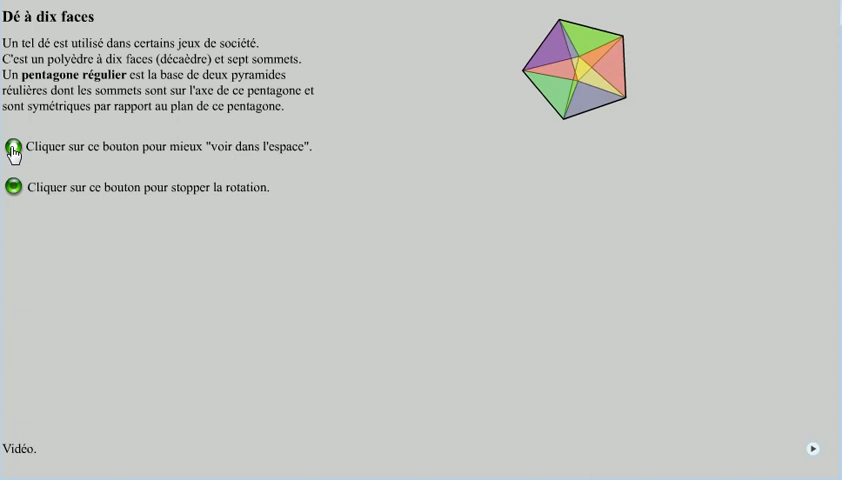 Dé à dix faces
Un tel dé est utilisé dans certains jeux de société.
C'est un polyèdre à dix faces (décaèdre) et sept sommets.
Un pentagone régulier est la base de deux pyramides
réulières dont les sommets sont sur l'axe de ce pentagone et
sont symétriques par rapport au plan de ce pentagone.
Cliquer sur ce bouton pour mieux "voir dans l'espace".
Cliquer sur ce bouton pour stopper la rotation.
Vidéo.